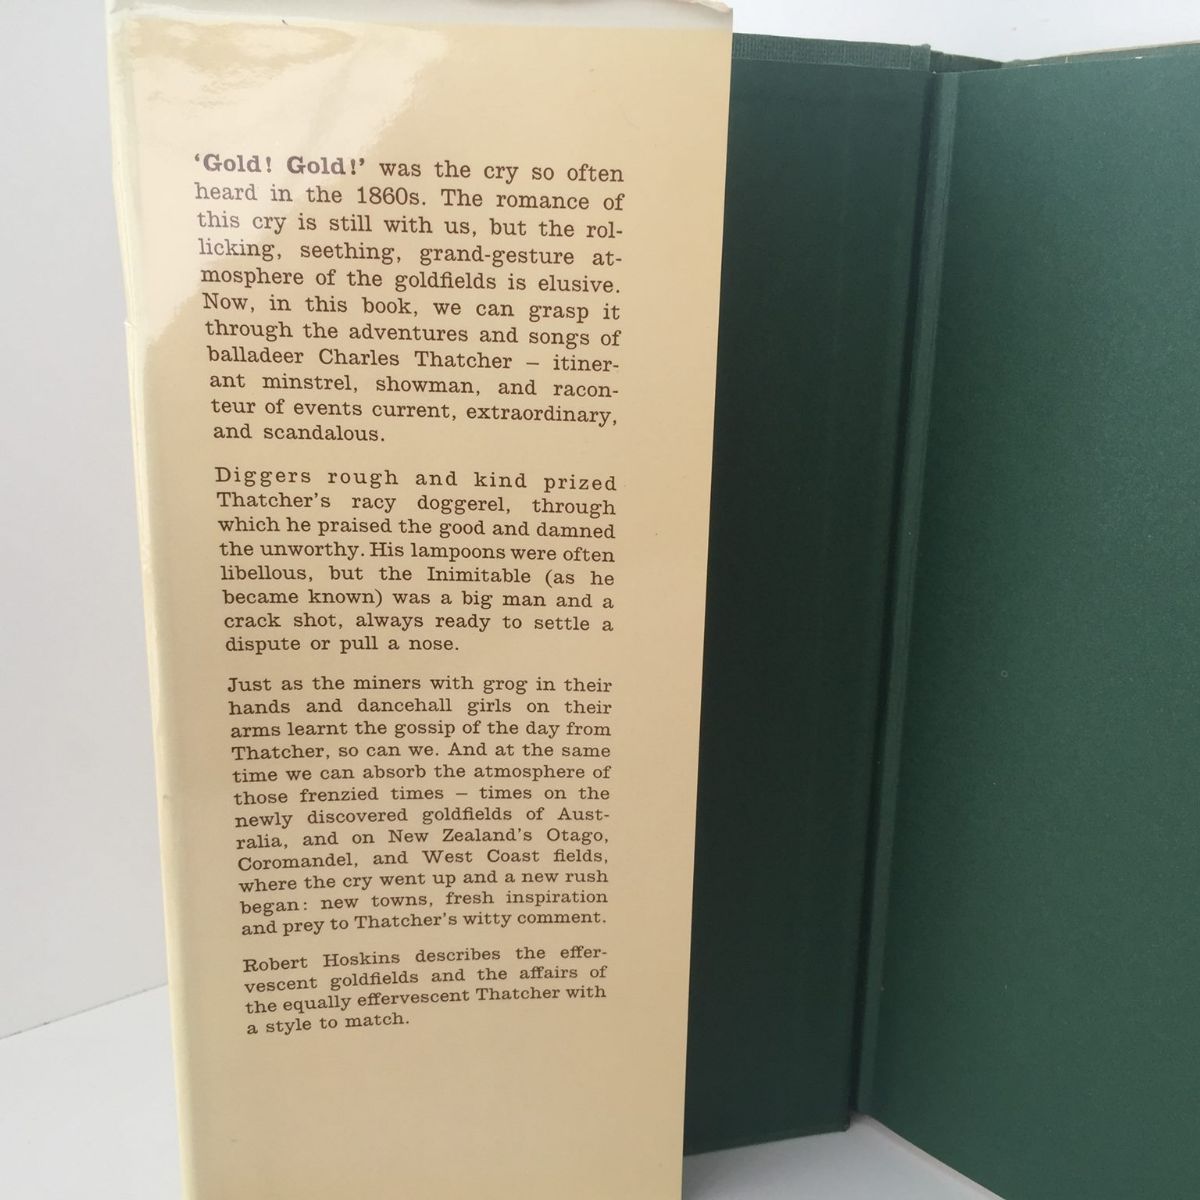 ‘Gold! Gold!’ was the cry so often
heard in the 1860s. The romance of
this cry is still with us, but the rol-
licking, seething, grand-gesture at-
mosphere of the goldfields is elusive.
Now, in this book, we can grasp it
through the adventures and songs of
balladeer Charles Thatcher – itiner-
ant minstrel, showman, and racon-
teur of events current, extraordinary,
and scandalous.
Diggers rough and kind prized
Thatcher's racy doggerel, through
which he praised the good and damned
the unworthy. His lampoons were often
libellous, but the Inimitable (as he
became known) was a big man and a
crack shot, always ready to settle a
dispute or pull a nose.
Just as the miners with grog in their
hands and dancehall girls on their
arms learnt the gossip of the day from
Thatcher, so can we. And at the same
time we can absorb the atmosphere of
those frenzied times – times on the
newly discovered goldfields of Aust-
ralia, and on New Zealand's Otago,
Coromandel, and West Coast fields,
where the cry went up and a new rush
began: new towns, fresh inspiration
and prey to Thatcher's witty comment.
Robert Hoskins describes the effer-
vescent goldfields and the affairs of
the equally effervescent Thatcher with
a style to match.